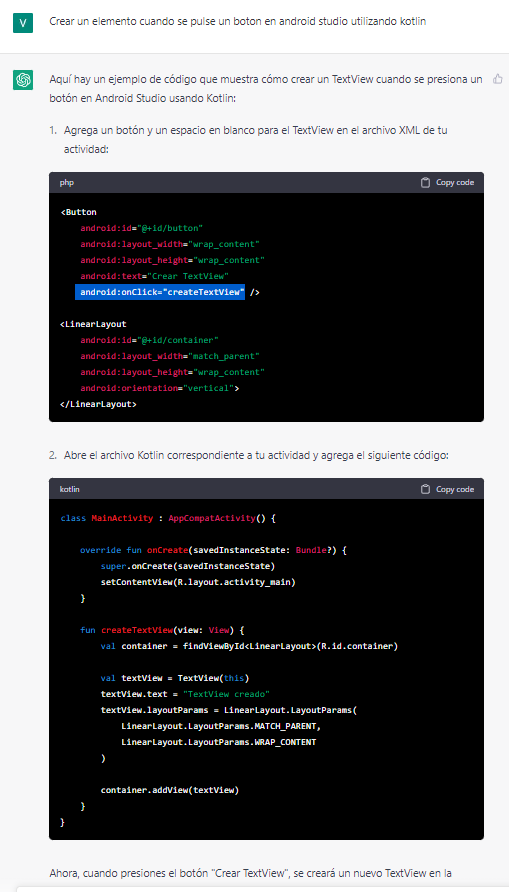 V
Crear un elemento cuando se pulse un boton en android studio utilizando kotlin
Aquí hay un ejemplo de código que muestra cómo crear un TextView cuando se presiona un
botón en Android Studio usando Kotlin:
1. Agrega un botón y un espacio en blanco para el TextView en el archivo XML de tu
actividad:
php
Copy code
<Button
android:id="@+id/button"
android:layout_width="wrap_content"
android:layout_height="wrap_content"
android:text="Crear TextView"
android:onClick="createTextView" />
<LinearLayout
android:id="@+id/container"
android:layout_width="match_parent"
android:layout_height="wrap_content"
android:orientation="vertical">
</LinearLayout>
2. Abre el archivo Kotlin correspondiente a tu actividad y agrega el siguiente código:
kotlin
Copy code
class MainActivity : AppCompatActivity() {
override fun onCreate(savedInstanceState: Bundle?) {
super.onCreate(savedInstanceState)
setContentView(R.layout.activity_main)
}
fun createTextView(view: View) {
val container = findViewById<LinearLayout>(R.id.container)
val textView = TextView(this)
textView.text = "TextView creado"
textView.layoutParams = LinearLayout.LayoutParams(
LinearLayout.LayoutParams.MATCH_PARENT,
LinearLayout.LayoutParams.WRAP_CONTENT
)
container.addView(textView)
}
}
Ahora, cuando presiones el botón "Crear TextView", se creará un nuevo TextView en la